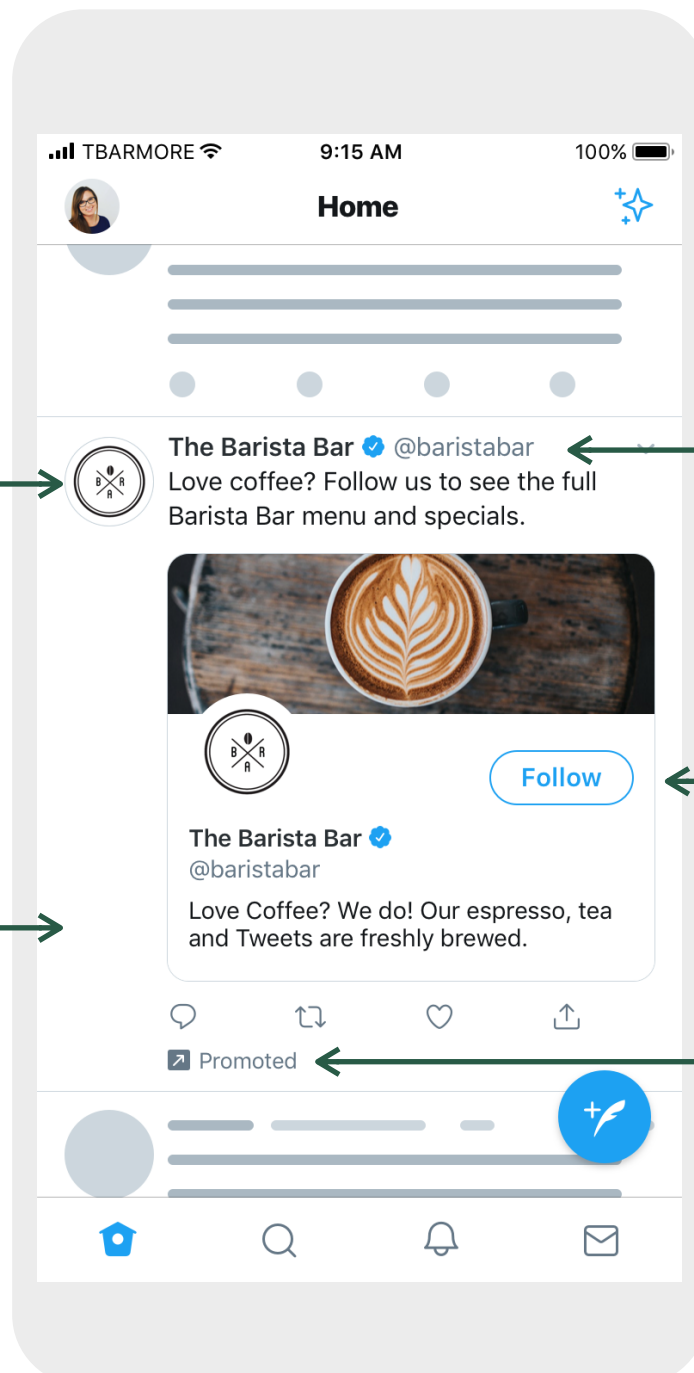 TBARMORE 9:15 AM 100%
Home
The Barista Bar @baristabar
Love coffee? Follow us to see the full
Barista Bar menu and specials.
B A R
B A R
Follow
The Barista Bar
@baristabar
Love Coffee? We do! Our espresso, tea
and Tweets are freshly brewed.
Promoted